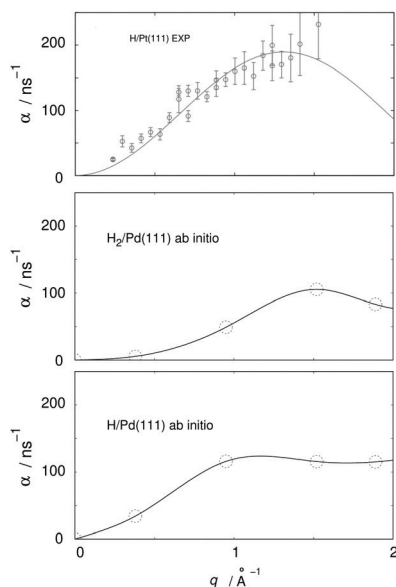 H/Pt(111) EXP
α / ns⁻¹
200
100
0
H₂/Pd(111) ab initio
α / ns⁻¹
200
100
0
H/Pd(111) ab initio
α / ns⁻¹
200
100
0
0 1 2
q / Å⁻¹